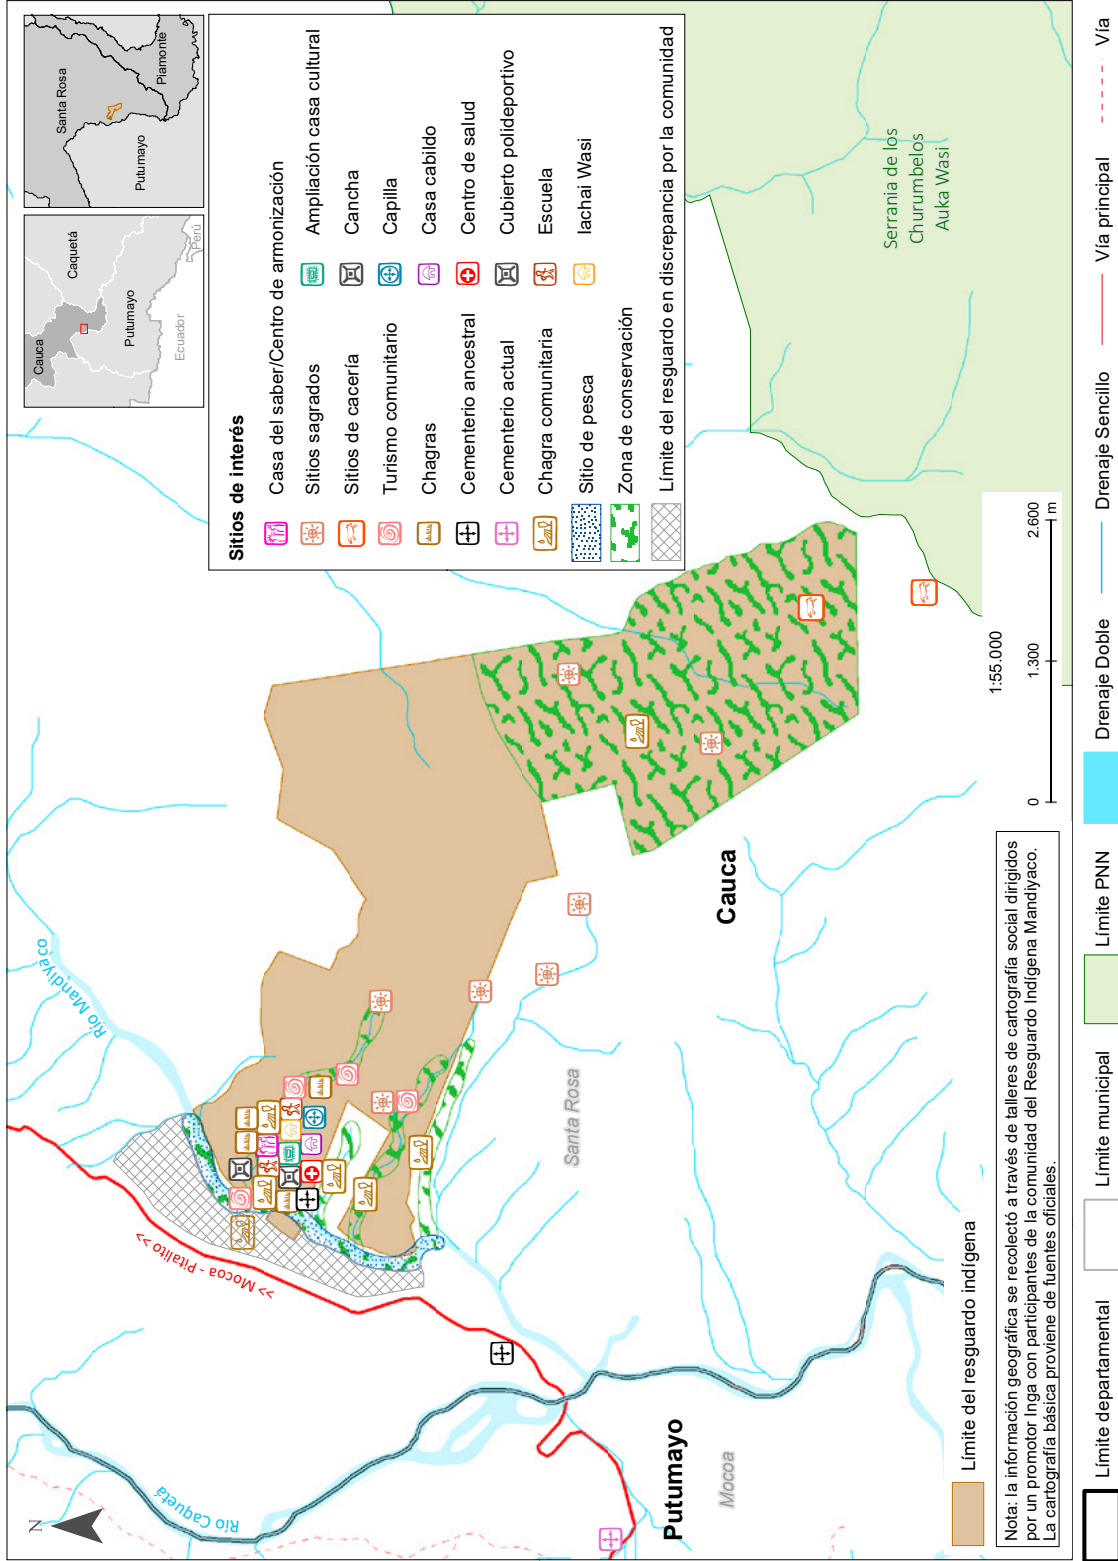 N
Río Caquetá
Río Mandiyaco
>> Mocoa - Pitalito >>
Putumayo
Mocoa
Santa Rosa
Cauca
Serrania de los
Churumbelos
Auka Wasi
Cauca
Caquetá
Putumayo
Ecuador
Perú
Santa Rosa
Putumayo
Piamonte
Sitios de interés
Casa del saber/Centro de armonización
Sitios sagrados
Sitios de cacería
Turismo comunitario
Chagras
Cementerio ancestral
Cementerio actual
Chagra comunitaria
Sitio de pesca
Zona de conservación
Límite del resguardo en discrepancia por la comunidad
Ampliación casa cultural
Cancha
Capilla
Casa cabildo
Centro de salud
Cubierto polideportivo
Escuela
Iachai Wasi
1:55.000
0 1.300 2.600
m
Límite del resguardo indígena
Nota: la información geográfica se recolectó a través de talleres de cartografía social dirigidos
por un promotor Inga con participantes de la comunidad del Resguardo Indígena Mandiyaco.
La cartografía básica proviene de fuentes oficiales.
Límite departamental
Límite municipal
Límite PNN
Drenaje Doble
Drenaje Sencillo
Vía principal
Vía